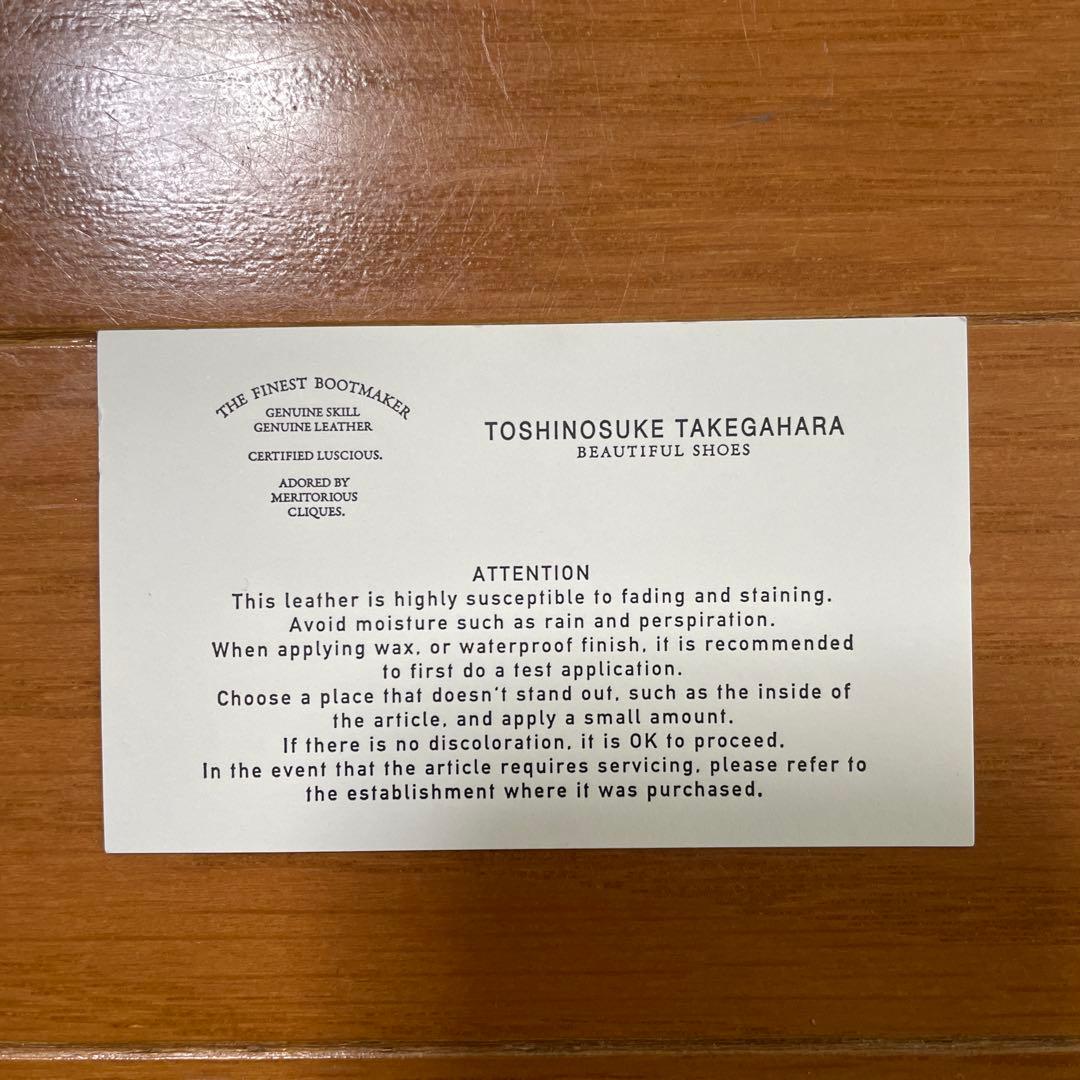 THE FINEST BOOTMAKER
GENUINE SKILL
GENUINE LEATHER
CERTIFIED LUSCIOUS.
ADORED BY
MERITORIOUS
CLIQUES.
TOSHINOSUKE TAKEGAHARA
BEAUTIFUL SHOES
ATTENTION
This leather is highly susceptible to fading and staining.
Avoid moisture such as rain and perspiration.
When applying wax, or waterproof finish, it is recommended
to first do a test application.
Choose a place that doesn't stand out, such as the inside of
the article, and apply a small amount.
If there is no discoloration, it is OK to proceed.
In the event that the article requires servicing, please refer to
the establishment where it was purchased.